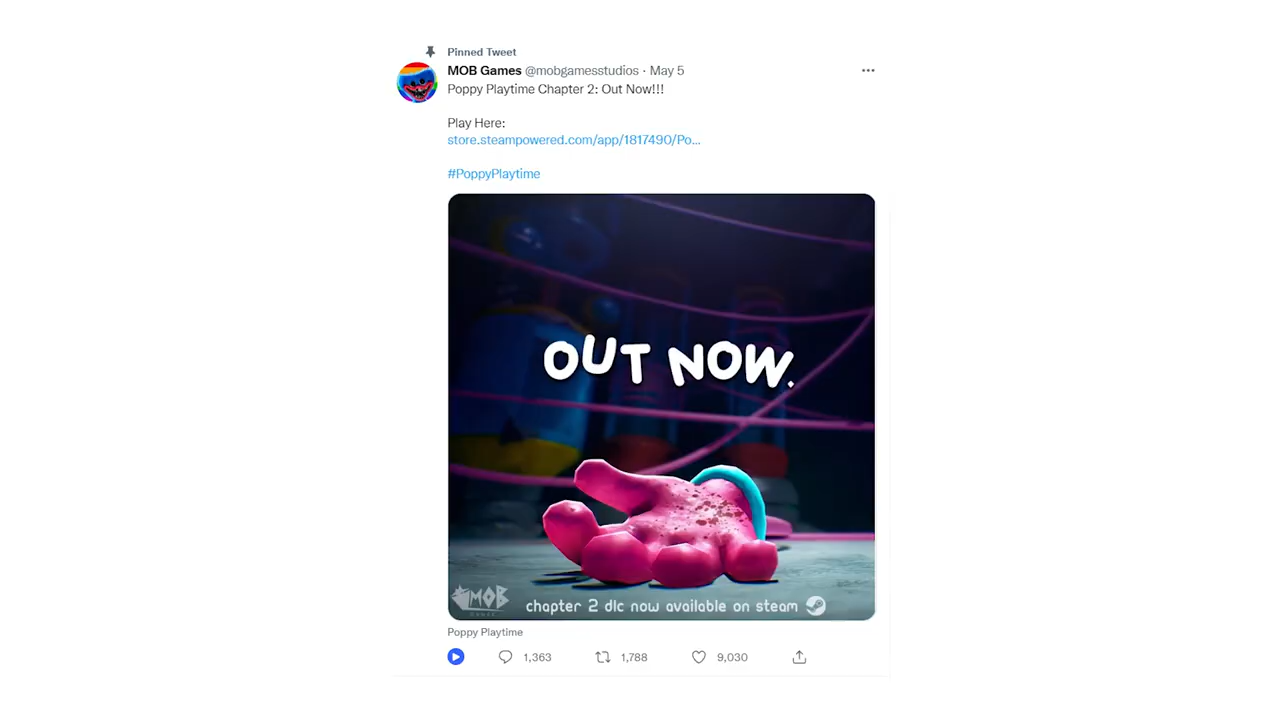 Pinned Tweet
MOB Games @mobgamesstudios · May 5
Poppy Playtime Chapter 2: Out Now!!!
Play Here:
store.steampowered.com/app/1817490/Po...
#PoppyPlaytime
OUT NOW.
MOB
GAMES
chapter 2 dlc now available on steam
Poppy Playtime
1,363 1,788 9,030